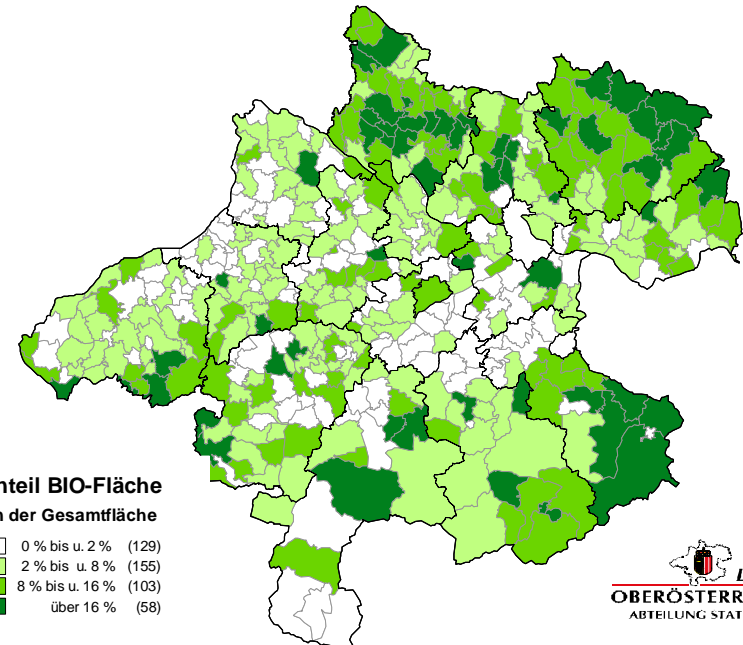 nteil BIO-Fläche
n der Gesamtfläche
0 % bis u. 2 % (129)
2 % bis u. 8 % (155)
8 % bis u. 16 % (103)
über 16 % (58)
L
OBERÖSTERR
ABTEILUNG STAT